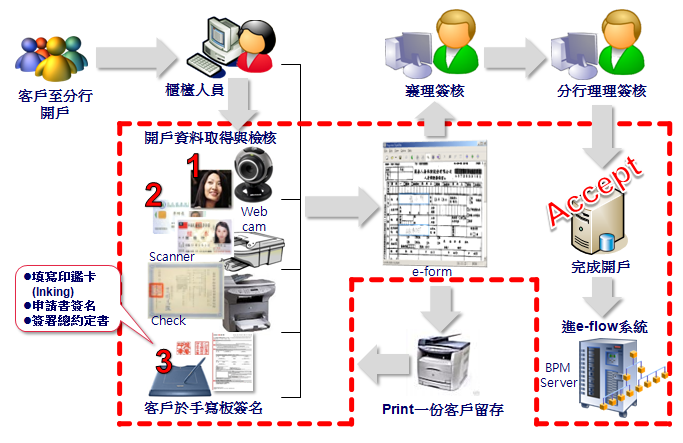 客戶至分行
開戶
櫃檯人員
襄理簽核
分行理理簽核
開戶資料取得與檢核
1
Web
cam
2
Scanner
Check
e-form
Accept
完成開戶
●填寫印鑑卡
(Inking)
●申請書簽名
●簽署總約定書
3
客戶於手寫板簽名
Print一份客戶留存
進e-flow系統
BPM
Server